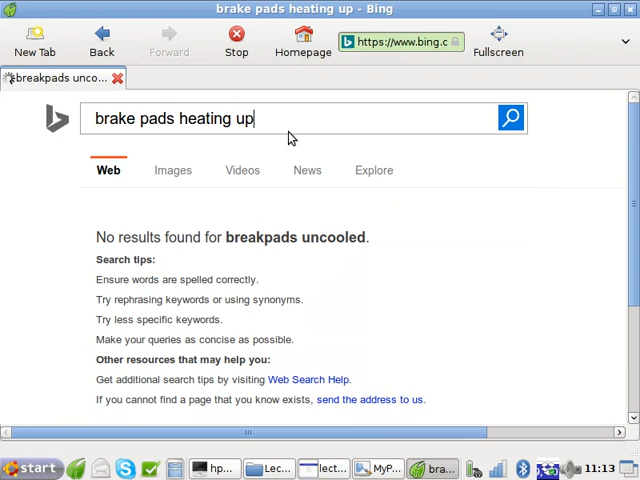 brake pads heating up - Bing
New Tab
Back
Forward
Stop
Homepage
https://www.bing.c
Fullscreen
breakpads unco...
brake pads heating up
Web Images Videos News Explore
No results found for breakpads uncooled.
Search tips:
Ensure words are spelled correctly.
Try rephrasing keywords or using synonyms.
Try less specific keywords.
Make your queries as concise as possible.
Other resources that may help you:
Get additional search tips by visiting Web Search Help.
If you cannot find a page that you know exists, send the address to us.
start hp... Lec... lect... MyP... bra... 11:13